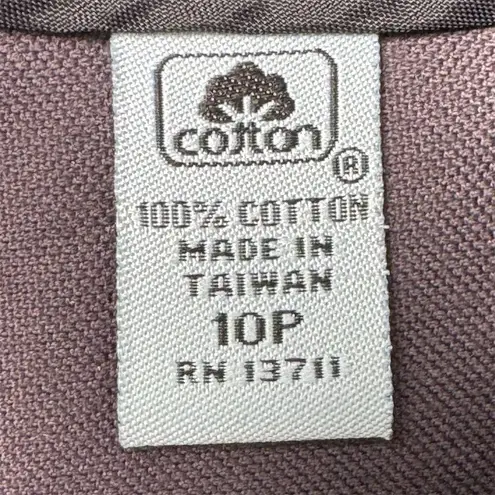 cotton
®
100% COTTON
MADE IN
TAIWAN
10P
RN 13711